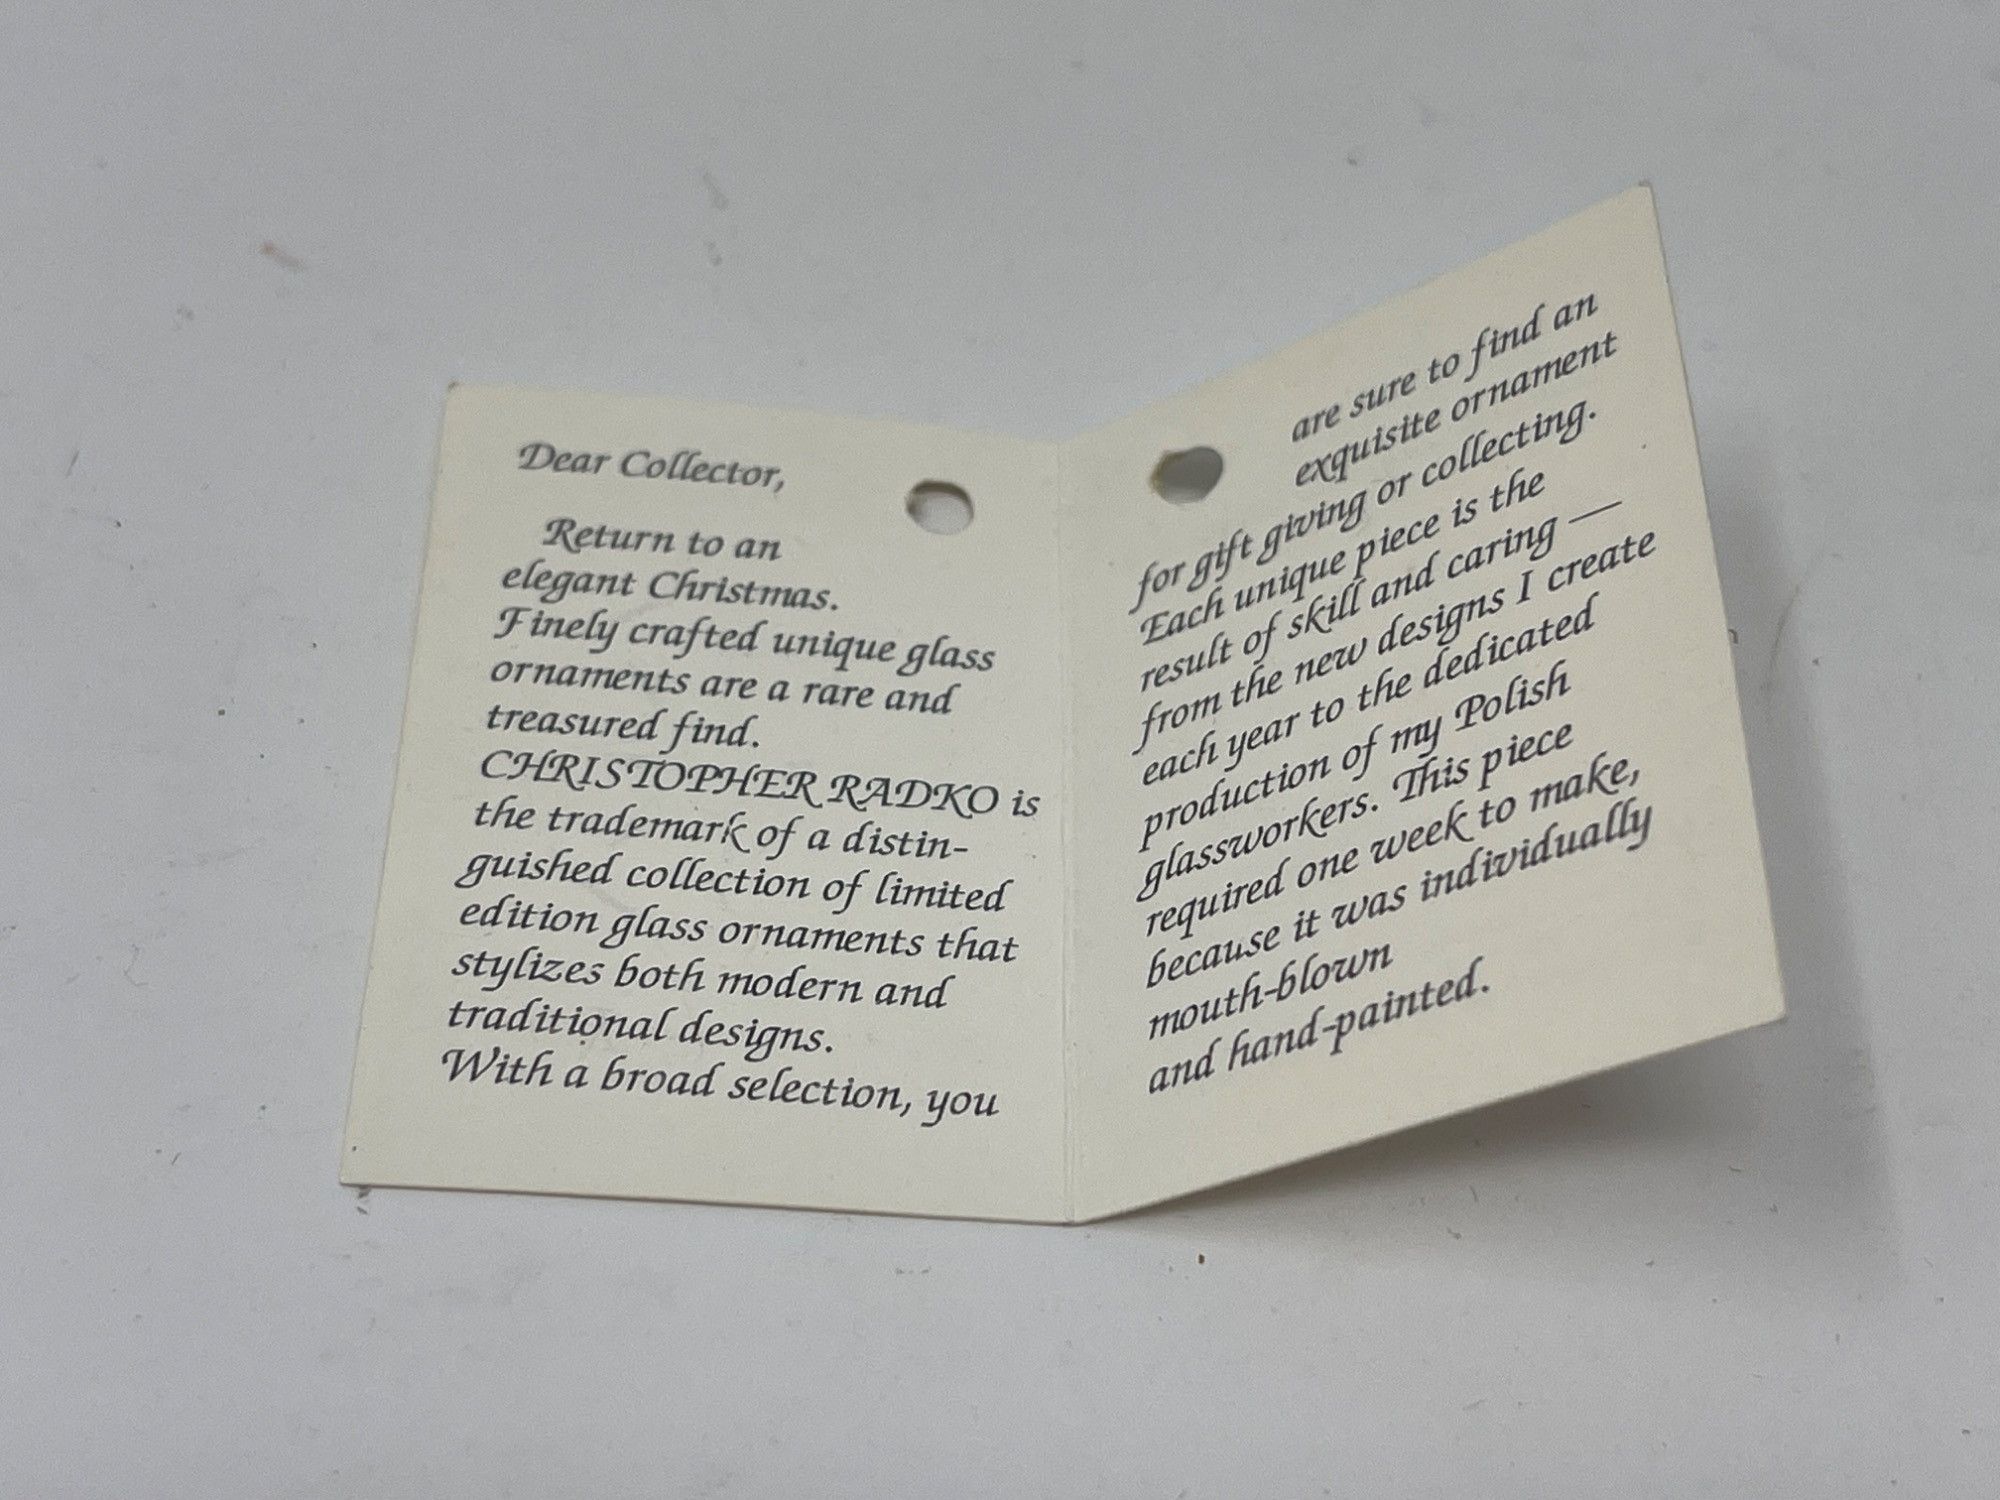 Dear Collector,
Return to an
elegant Christmas.
Finely crafted unique glass
ornaments are a rare and
treasured find.
CHRISTOPHER RADKO is
the trademark of a distin-
guished collection of limited
edition glass ornaments that
stylizes both modern and
traditional designs.
With a broad selection, you
are sure to find an
exquisite ornament
for gift giving or collecting.
Each unique piece is the
result of skill and caring —
from the new designs I create
each year to the dedicated
production of my Polish
glassworkers. This piece
required one week to make,
because it was individually
mouth-blown
and hand-painted.